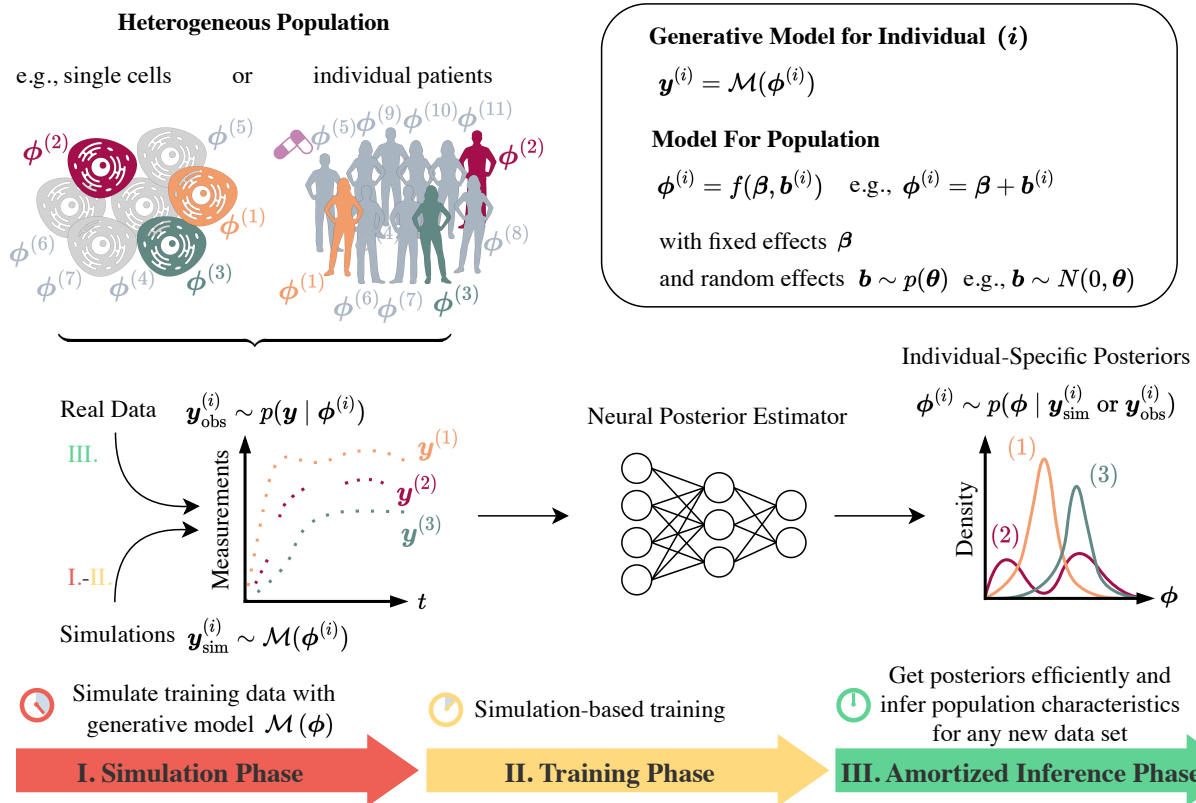 Heterogeneous Population
e.g., single cells or individual patients
ϕ^(2) ϕ^(5)
ϕ^(1)
ϕ^(6)
ϕ^(7) ϕ^(4) ϕ^(3)
ϕ^(5) ϕ^(9) ϕ^(10) ϕ^(11)
ϕ^(2)
ϕ^(8)
ϕ^(1)
ϕ^(6) ϕ^(7) ϕ^(3)
Generative Model for Individual (i)
y^(i) = M(ϕ^(i))
Model For Population
ϕ^(i) = f(β, b^(i)) e.g., ϕ^(i) = β + b^(i)
with fixed effects β
and random effects b ∼ p(θ) e.g., b ∼ N(0, θ)
Real Data y_obs^(i) ∼ p(y | ϕ^(i))
III.
I.-II.
Simulations y_sim^(i) ∼ M(ϕ^(i))
Measurements
y^(1)
y^(2)
y^(3)
t
Neural Posterior Estimator
Individual-Specific Posteriors
ϕ^(i) ∼ p(ϕ | y_sim^(i) or y_obs^(i))
Density
(1)
(3)
(2)
ϕ
Simulate training data with
generative model M(ϕ)
I. Simulation Phase
Simulation-based training
II. Training Phase
Get posteriors efficiently and
infer population characteristics
for any new data set
III. Amortized Inference Phase